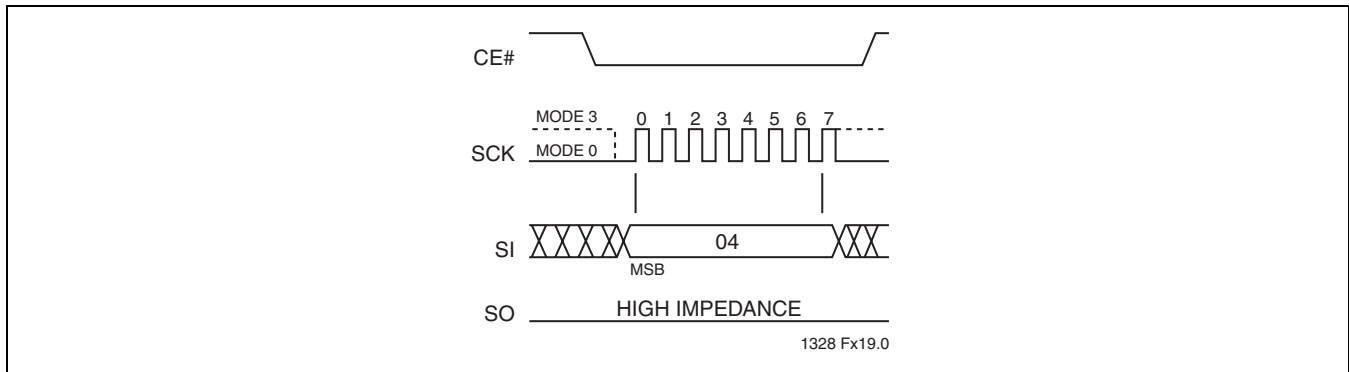 CE#
MODE 3
0 1 2 3 4 5 6 7
SCK
MODE 0
SI
04
MSB
SO
HIGH IMPEDANCE
1328 Fx19.0